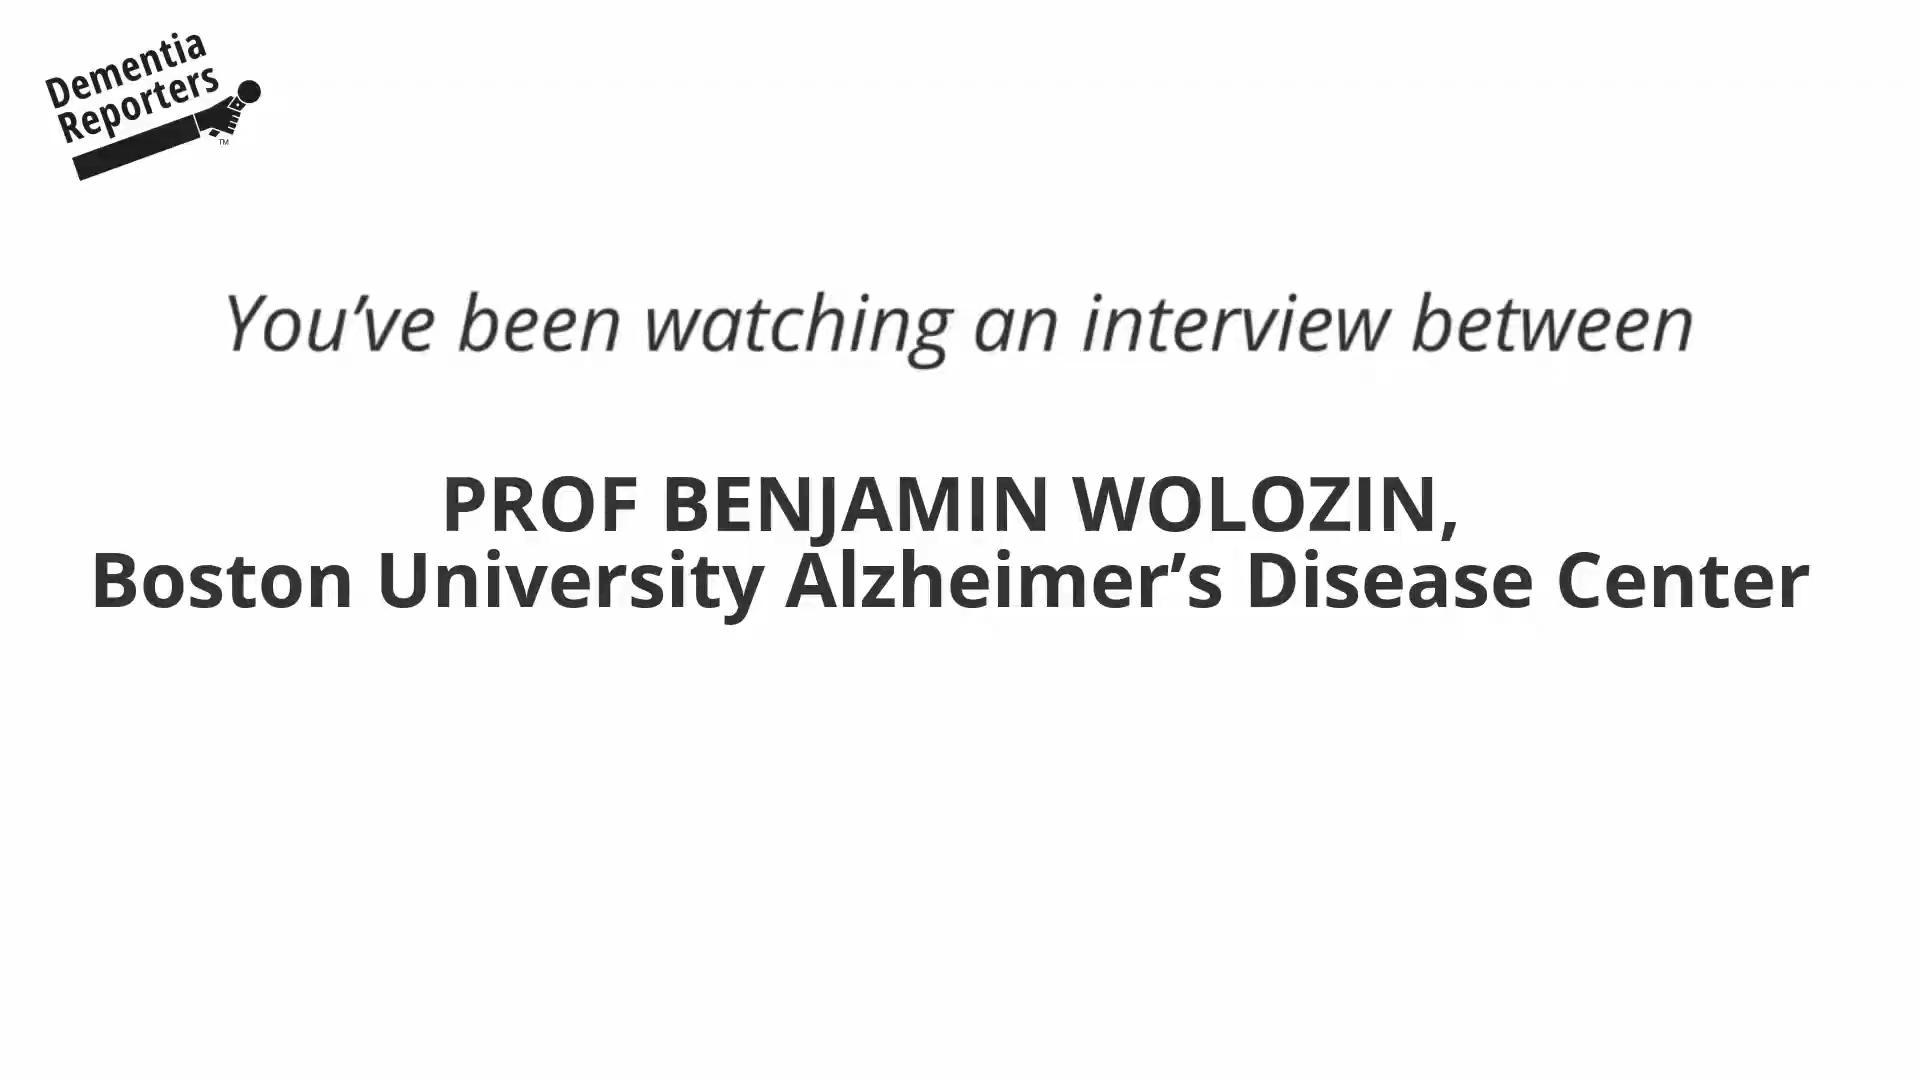 Dementia
Reporters
TM
You’ve been watching an interview between
PROF BENJAMIN WOLOZIN,
Boston University Alzheimer’s Disease Center